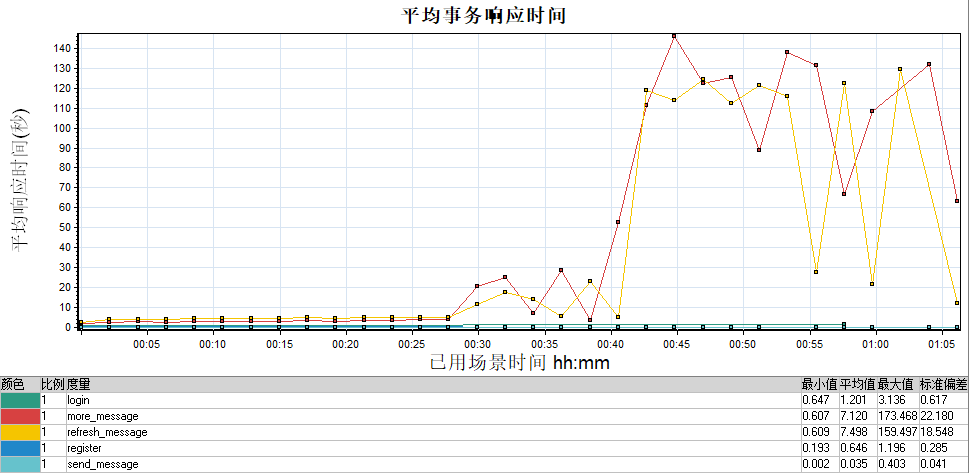 平均事务响应时间
平均响应时间(秒)
140
130
120
110
100
90
80
70
60
50
40
30
20
10
0
00:05 00:10 00:15 00:20 00:25 00:30 00:35 00:40 00:45 00:50 00:55 01:00 01:05
已用场景时间 hh:mm
颜色 比例 度量 最小值 平均值 最大值 标准偏差
1 login 0.647 1.201 3.136 0.617
1 more_message 0.607 7.120 173.468 22.180
1 refresh_message 0.609 7.498 159.497 18.548
1 register 0.193 0.646 1.196 0.285
1 send_message 0.002 0.035 0.403 0.041